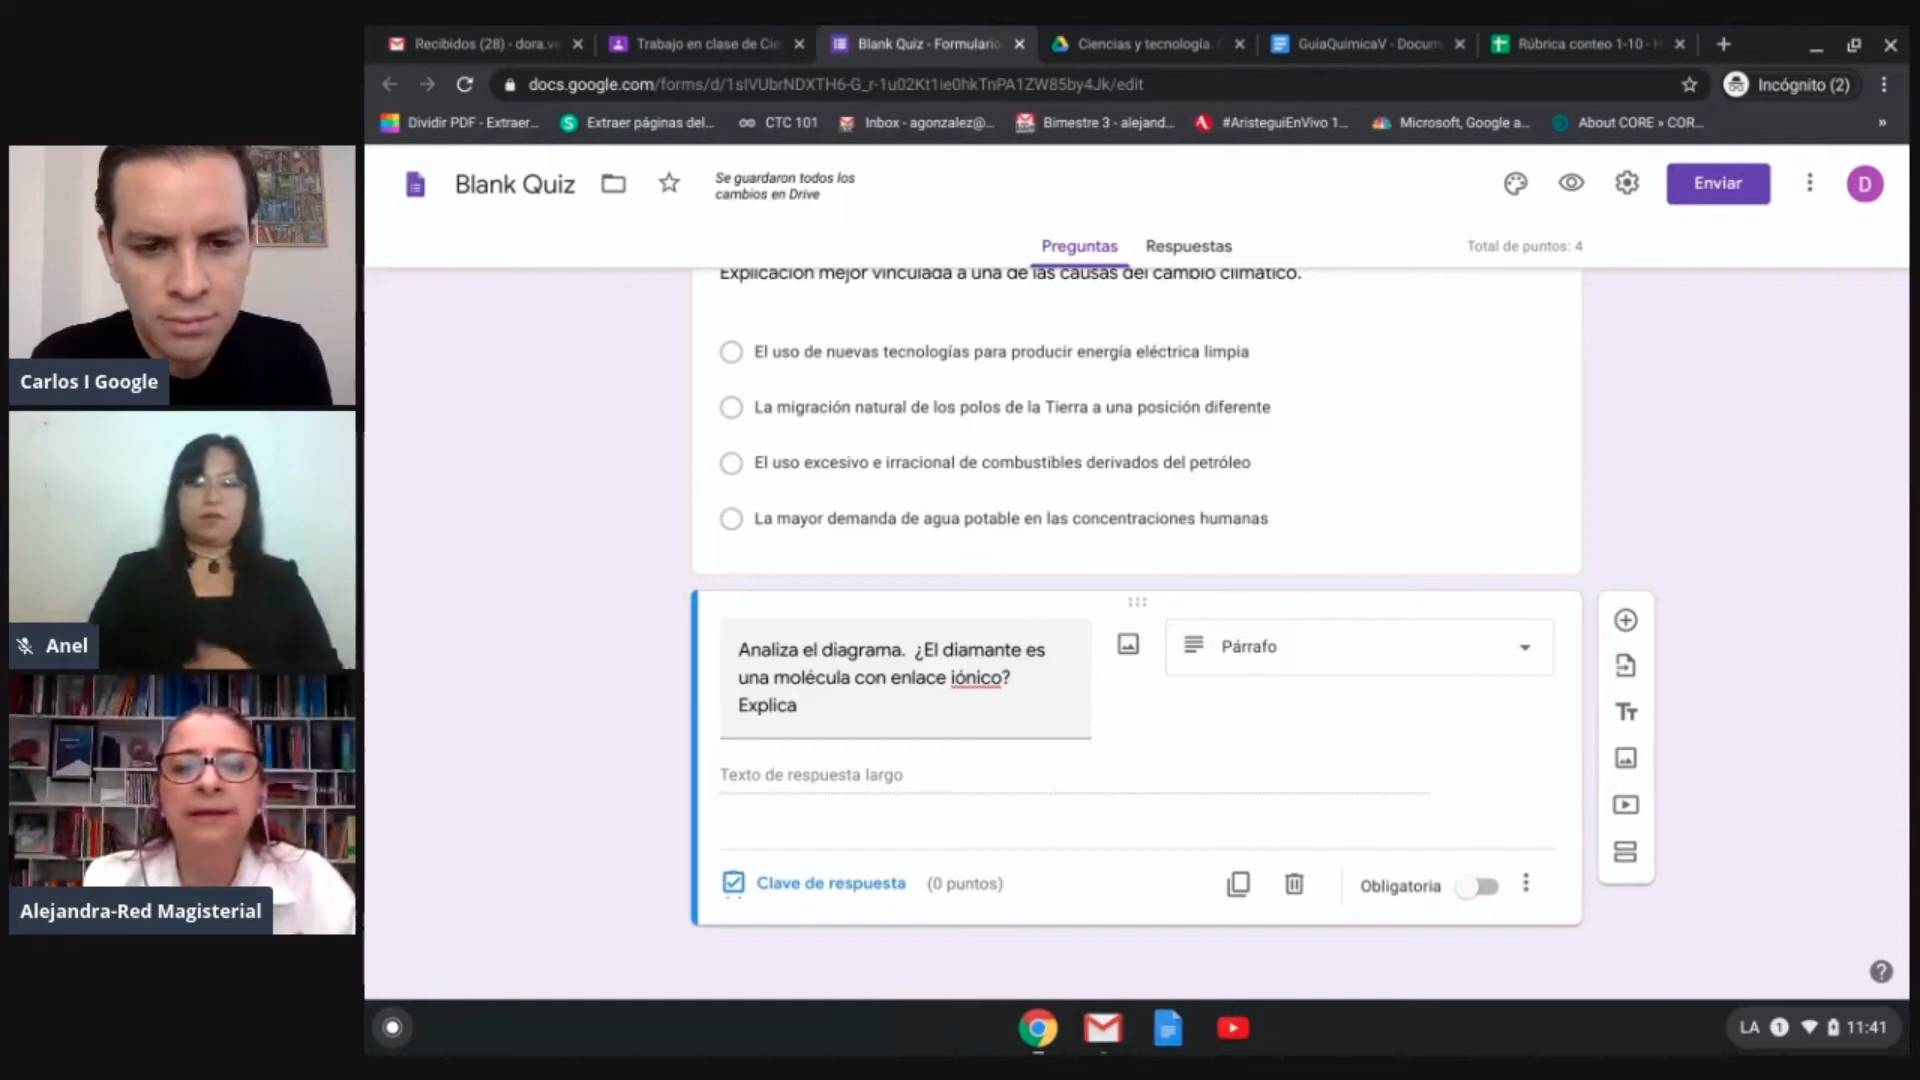 Recibidos (28) - dora.ve
Trabajo en clase de Cie
Blank Quiz - Formulario
Ciencias y tecnología. C
GuiaQuimicaV - Docum
Rúbrica conteo 1-10 - H
docs.google.com/forms/d/1sIVUbrNDXTH6-G_r-1u02Kt1ie0hkTnPA1ZW85by4Jk/edit
Incógnito (2)
Dividir PDF - Extraer...
Extraer páginas del...
CTC 101
Inbox - agonzalez@...
Bimestre 3 - alejand...
#AristeguiEnVivo 1...
Microsoft, Google a...
About CORE » COR...
»
Blank Quiz
Se guardaron todos los
cambios en Drive
Enviar
D
Preguntas
Respuestas
Total de puntos: 4
Explicación mejor vinculada a una de las causas del cambio climático.
El uso de nuevas tecnologías para producir energía eléctrica limpia
La migración natural de los polos de la Tierra a una posición diferente
El uso excesivo e irracional de combustibles derivados del petróleo
La mayor demanda de agua potable en las concentraciones humanas
Analiza el diagrama. ¿El diamante es
una molécula con enlace iónico?
Explica
Párrafo
Texto de respuesta largo
Clave de respuesta
(0 puntos)
Obligatoria
Tt
LA 1 11:41
Carlos I Google
Anel
Alejandra-Red Magisterial